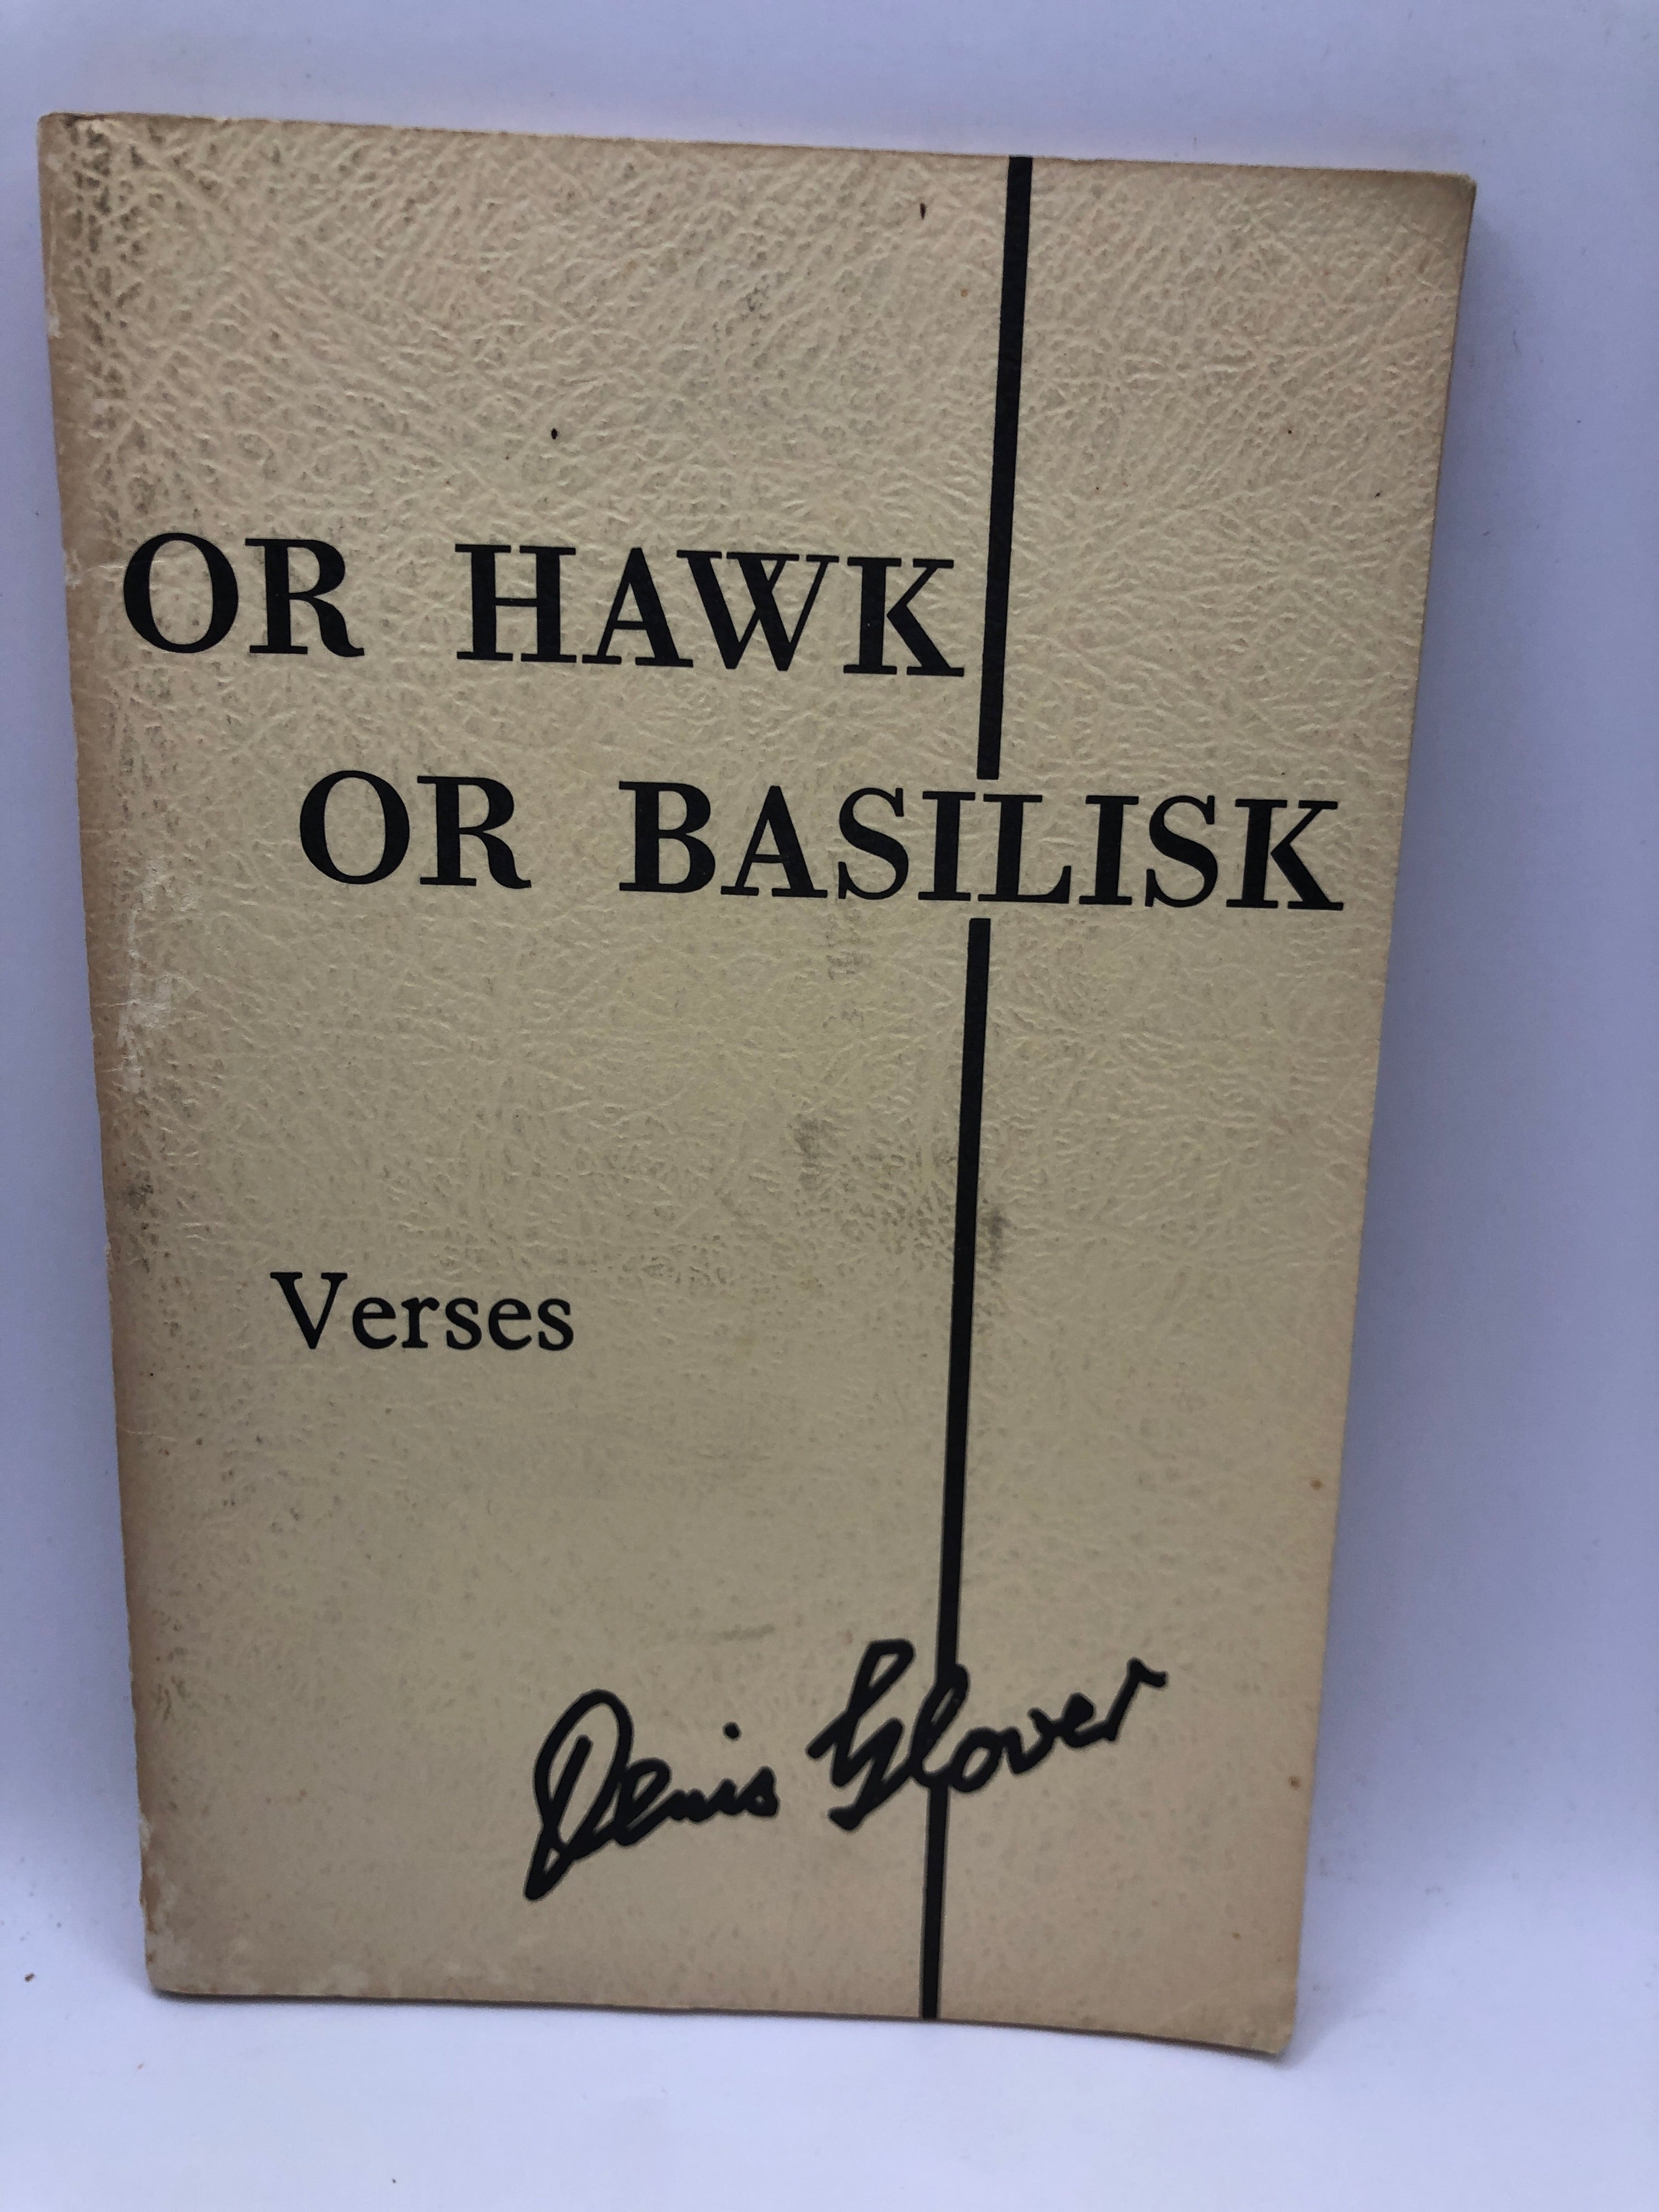 OR HAWK
OR BASILISK
Verses
Denis Glover